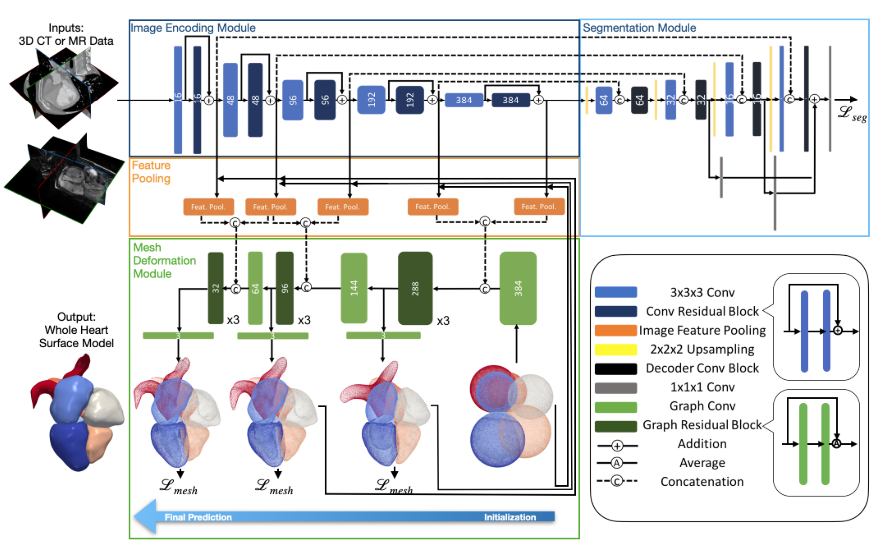 Inputs:
3D CT or MR Data
Image Encoding Module
Segmentation Module
16
16
48
48
96
96
192
192
384
384
64
64
32
32
16
16
ℒseg
Feature
Pooling
Feat. Pool.
Feat. Pool.
Feat. Pool.
Feat. Pool.
Feat. Pool.
C
C
C
Mesh
Deformation
Module
32
C
64
96
C
144
288
C
384
x3
x3
x3
3
3
3
Output:
Whole Heart
Surface Model
ℒmesh
ℒmesh
ℒmesh
Final Prediction
Initialization
3x3x3 Conv
Conv Residual Block
Image Feature Pooling
2x2x2 Upsampling
Decoder Conv Block
1x1x1 Conv
Graph Conv
Graph Residual Block
+ Addition
A Average
C Concatenation
A